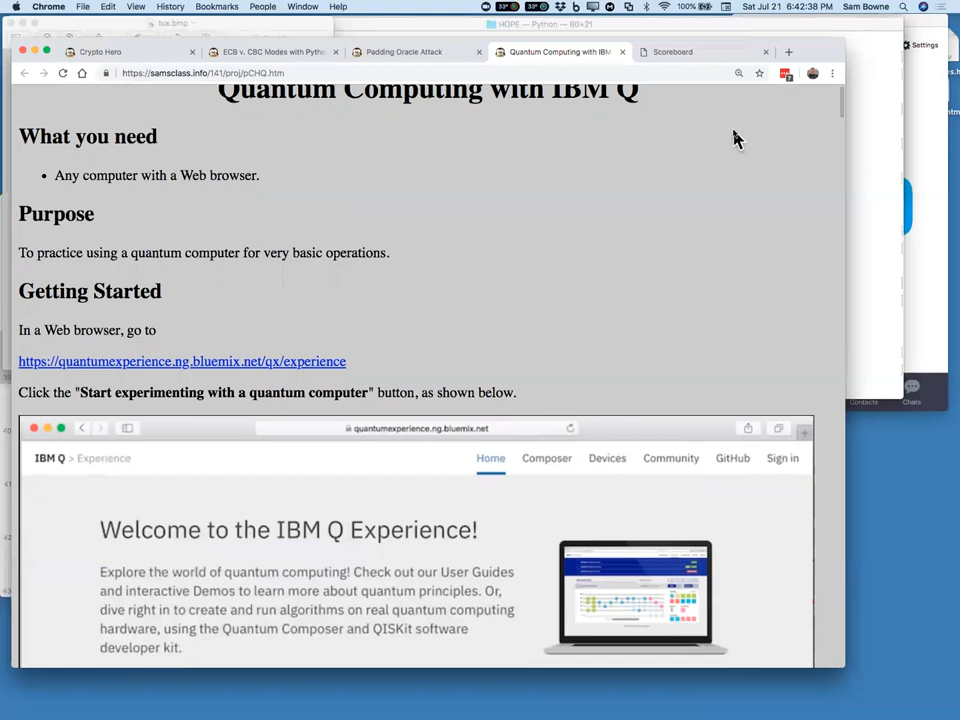 Chrome File Edit View History Bookmarks People Window Help 33° 33° 100% Sat Jul 21 6:42:38 PM Sam Bowne
tux.bmp
HOPE — Python — 80×21
Crypto Hero
ECB v. CBC Modes with Pyth
Padding Oracle Attack
Quantum Computing with IBM
Scoreboard
Settings
https://samsclass.info/141/proj/pCHQ.htm
7
Quantum Computing with IBM Q
What you need
• Any computer with a Web browser.
Purpose
To practice using a quantum computer for very basic operations.
Getting Started
In a Web browser, go to
https://quantumexperience.ng.bluemix.net/qx/experience
Click the "Start experimenting with a quantum computer" button, as shown below.
Contacts Chats
quantumexperience.ng.bluemix.net
IBM Q > Experience Home Composer Devices Community GitHub Sign in
Welcome to the IBM Q Experience!
Explore the world of quantum computing! Check out our User Guides
and interactive Demos to learn more about quantum principles. Or,
dive right in to create and run algorithms on real quantum computing
hardware, using the Quantum Composer and QISKit software
developer kit.